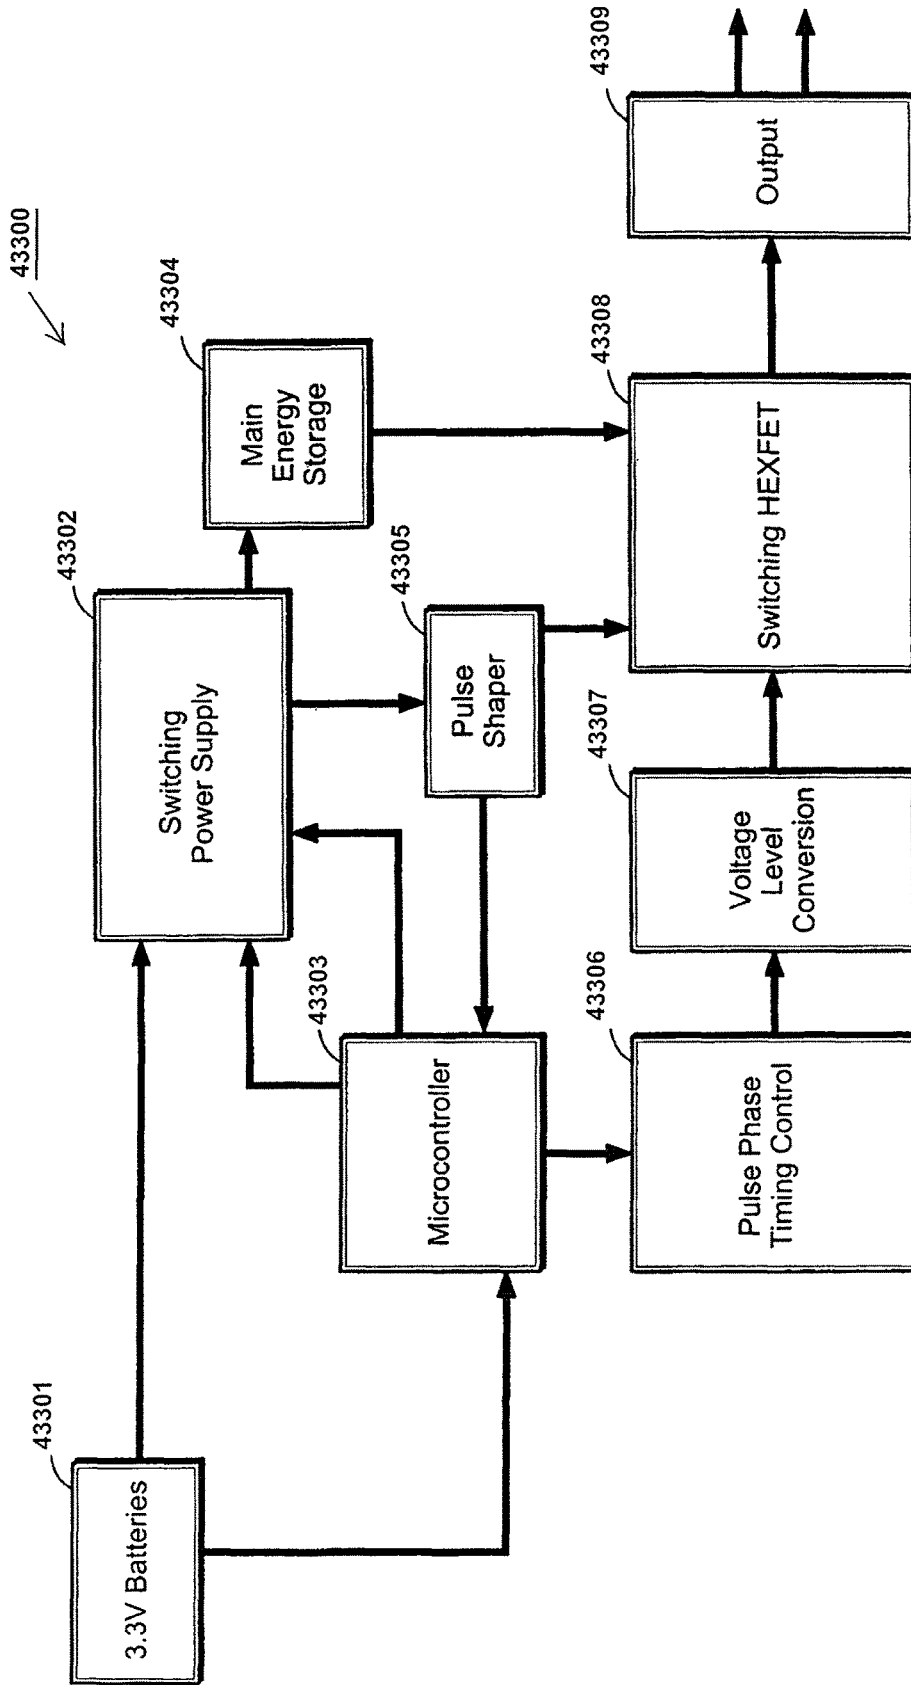 43300
43301
3.3V Batteries
43302
Switching
Power Supply
43304
Main
Energy
Storage
43303
Microcontroller
43305
Pulse
Shaper
43306
Pulse Phase
Timing Control
43307
Voltage
Level
Conversion
43308
Switching HEXFET
43309
Output